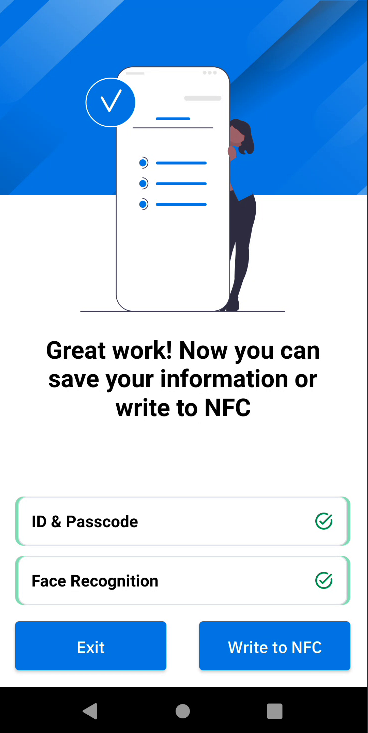 Great work! Now you can
save your information or
write to NFC
ID & Passcode
Face Recognition
Exit
Write to NFC